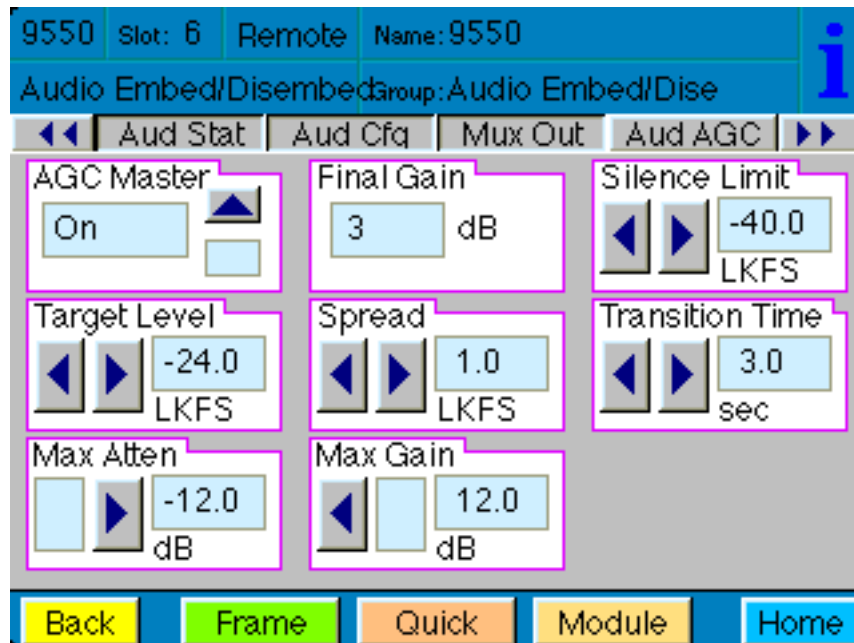 9550 Slot: 6 Remote Name:9550
Audio Embed/Disembed Group:Audio Embed/Dise
Aud Stat Aud Cfg Mux Out Aud AGC
AGC Master Final Gain Silence Limit
On 3 dB -40.0
LKFS
Target Level Spread Transition Time
-24.0 1.0 3.0
LKFS LKFS sec
Max Atten Max Gain
-12.0 12.0
dB dB
Back Frame Quick Module Home